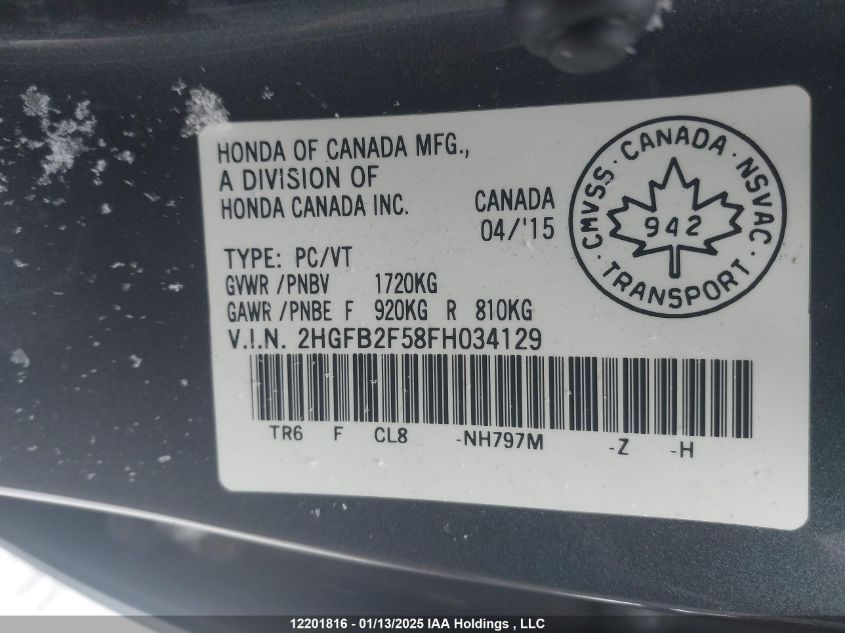 HONDA OF CANADA MFG.,
A DIVISION OF
HONDA CANADA INC.
CANADA
04/'15
CMVSS · CANADA · NSVAC
942
· TRANSPORT ·
TYPE: PC/VT
GVWR /PNBV 1720KG
GAWR /PNBE F 920KG R 810KG
V.I.N. 2HGFB2F58FH034129
TR6 F CL8 -NH797M -Z -H
12201816 - 01/13/2025 IAA Holdings , LLC